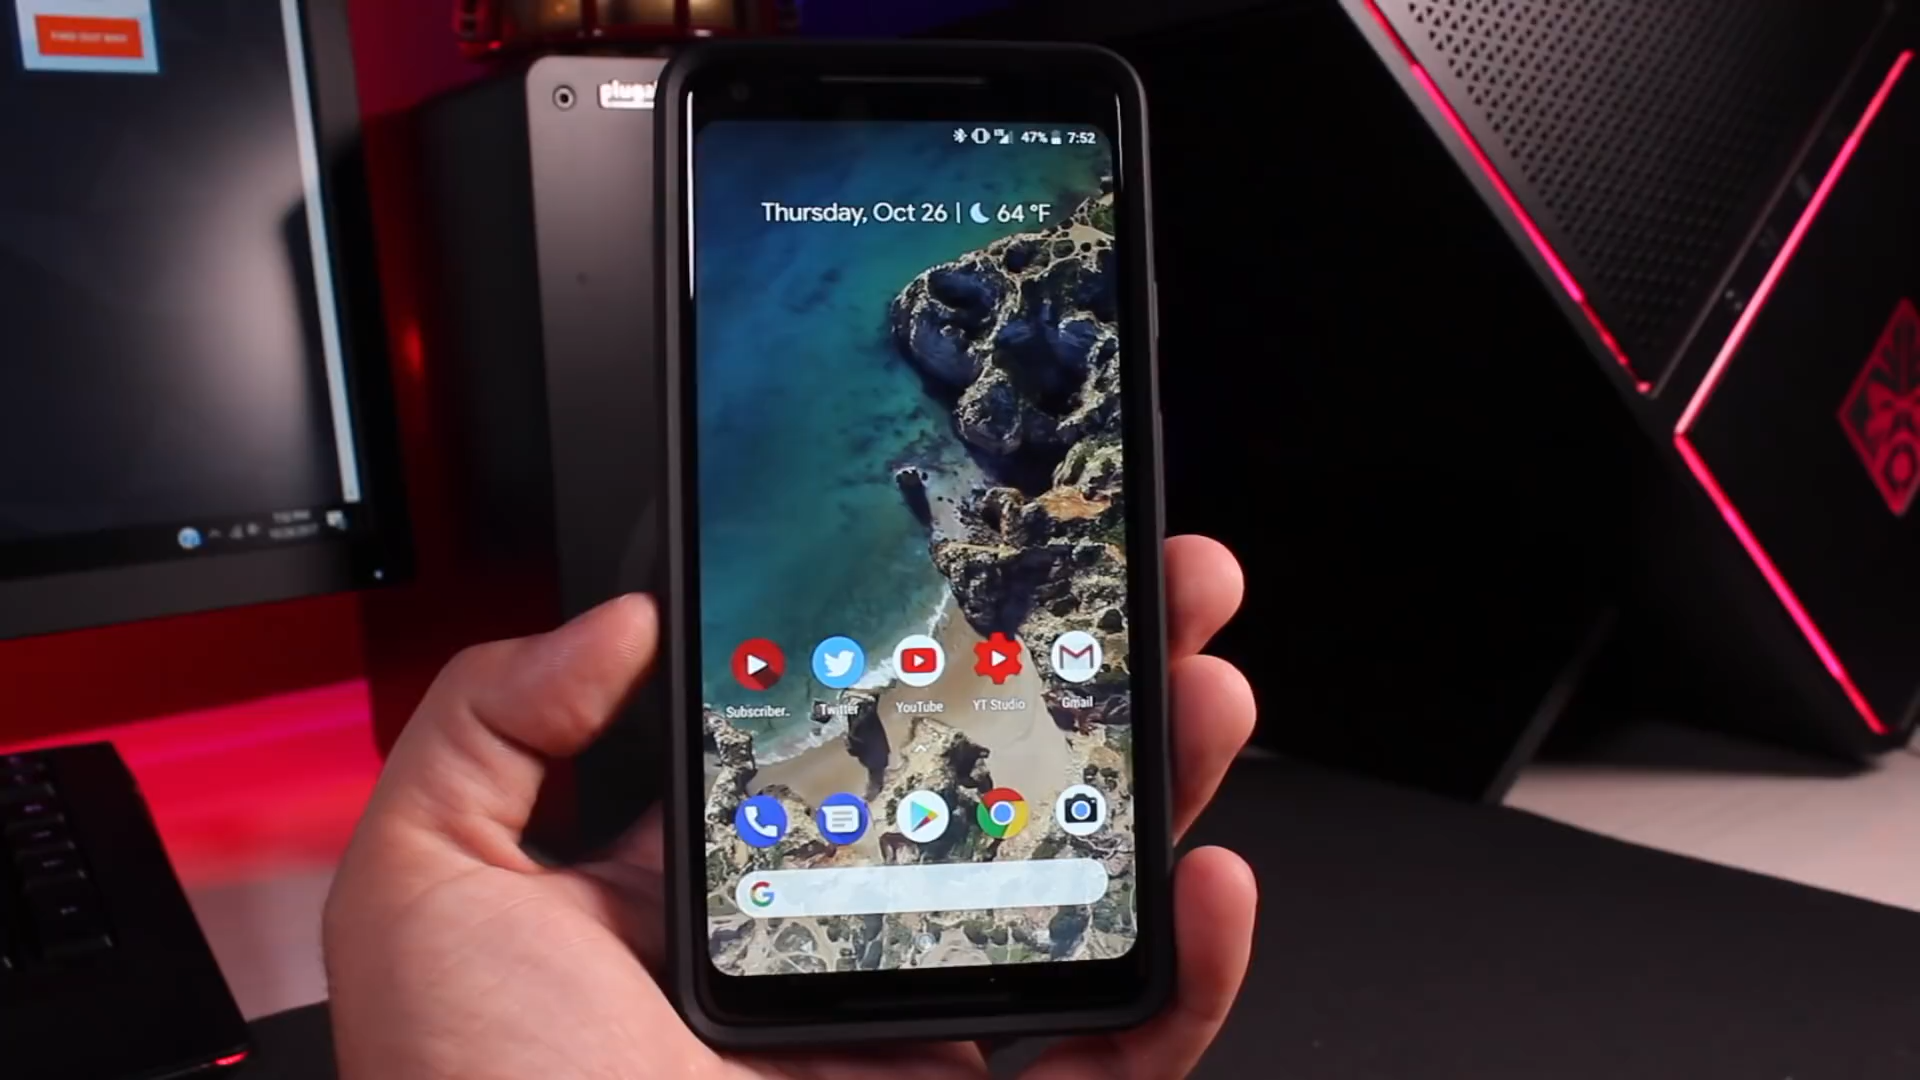 47% 7:52
Thursday, Oct 26 | 64 °F
Subscriber..
Twitter
YouTube
YT Studio
Gmail